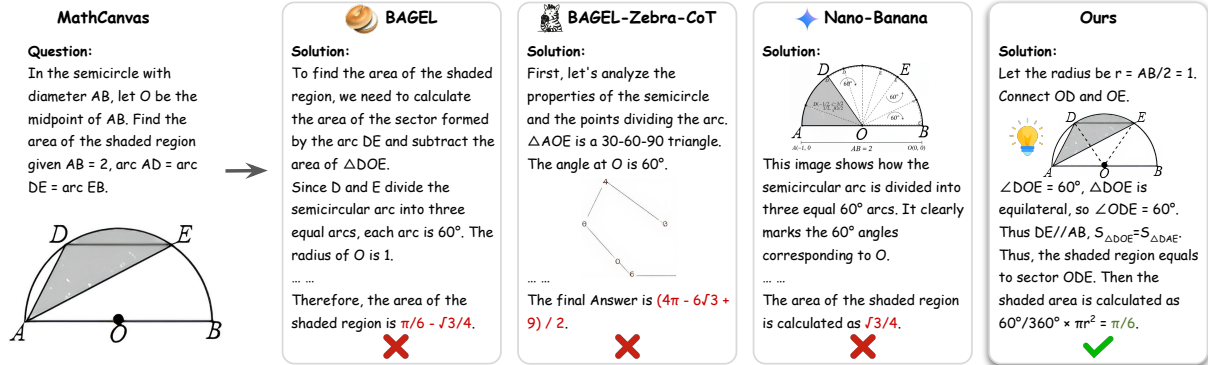 MathCanvas
Question:
In the semicircle with
diameter AB, let O be the
midpoint of AB. Find the
area of the shaded region
given AB = 2, arc AD = arc
DE = arc EB.
D
E
A
O
B
BAGEL
Solution:
To find the area of the shaded
region, we need to calculate
the area of the sector formed
by the arc DE and subtract the
area of △DOE.
Since D and E divide the
semicircular arc into three
equal arcs, each arc is 60°. The
radius of O is 1.
... ...
Therefore, the area of the
shaded region is π/6 - √3/4.
BAGEL-Zebra-CoT
Solution:
First, let's analyze the
properties of the semicircle
and the points dividing the arc.
△AOE is a 30-60-90 triangle.
The angle at O is 60°.
4
6
3
0
6
... ...
The final Answer is (4π - 6√3 +
9) / 2.
Nano-Banana
Solution:
D
E
60°
60°
60°
A
O
B
A(-1, 0
AB = 2
O(0, 0)
This image shows how the
semicircular arc is divided into
three equal 60° arcs. It clearly
marks the 60° angles
corresponding to O.
... ...
The area of the shaded region
is calculated as √3/4.
Ours
Solution:
Let the radius be r = AB/2 = 1.
Connect OD and OE.
D
E
A
O
B
∠DOE = 60°, △DOE is
equilateral, so ∠ODE = 60°.
Thus DE//AB, S△DOE=S△DAE.
Thus, the shaded region equals
to sector ODE. Then the
shaded area is calculated as
60°/360° × πr² = π/6.